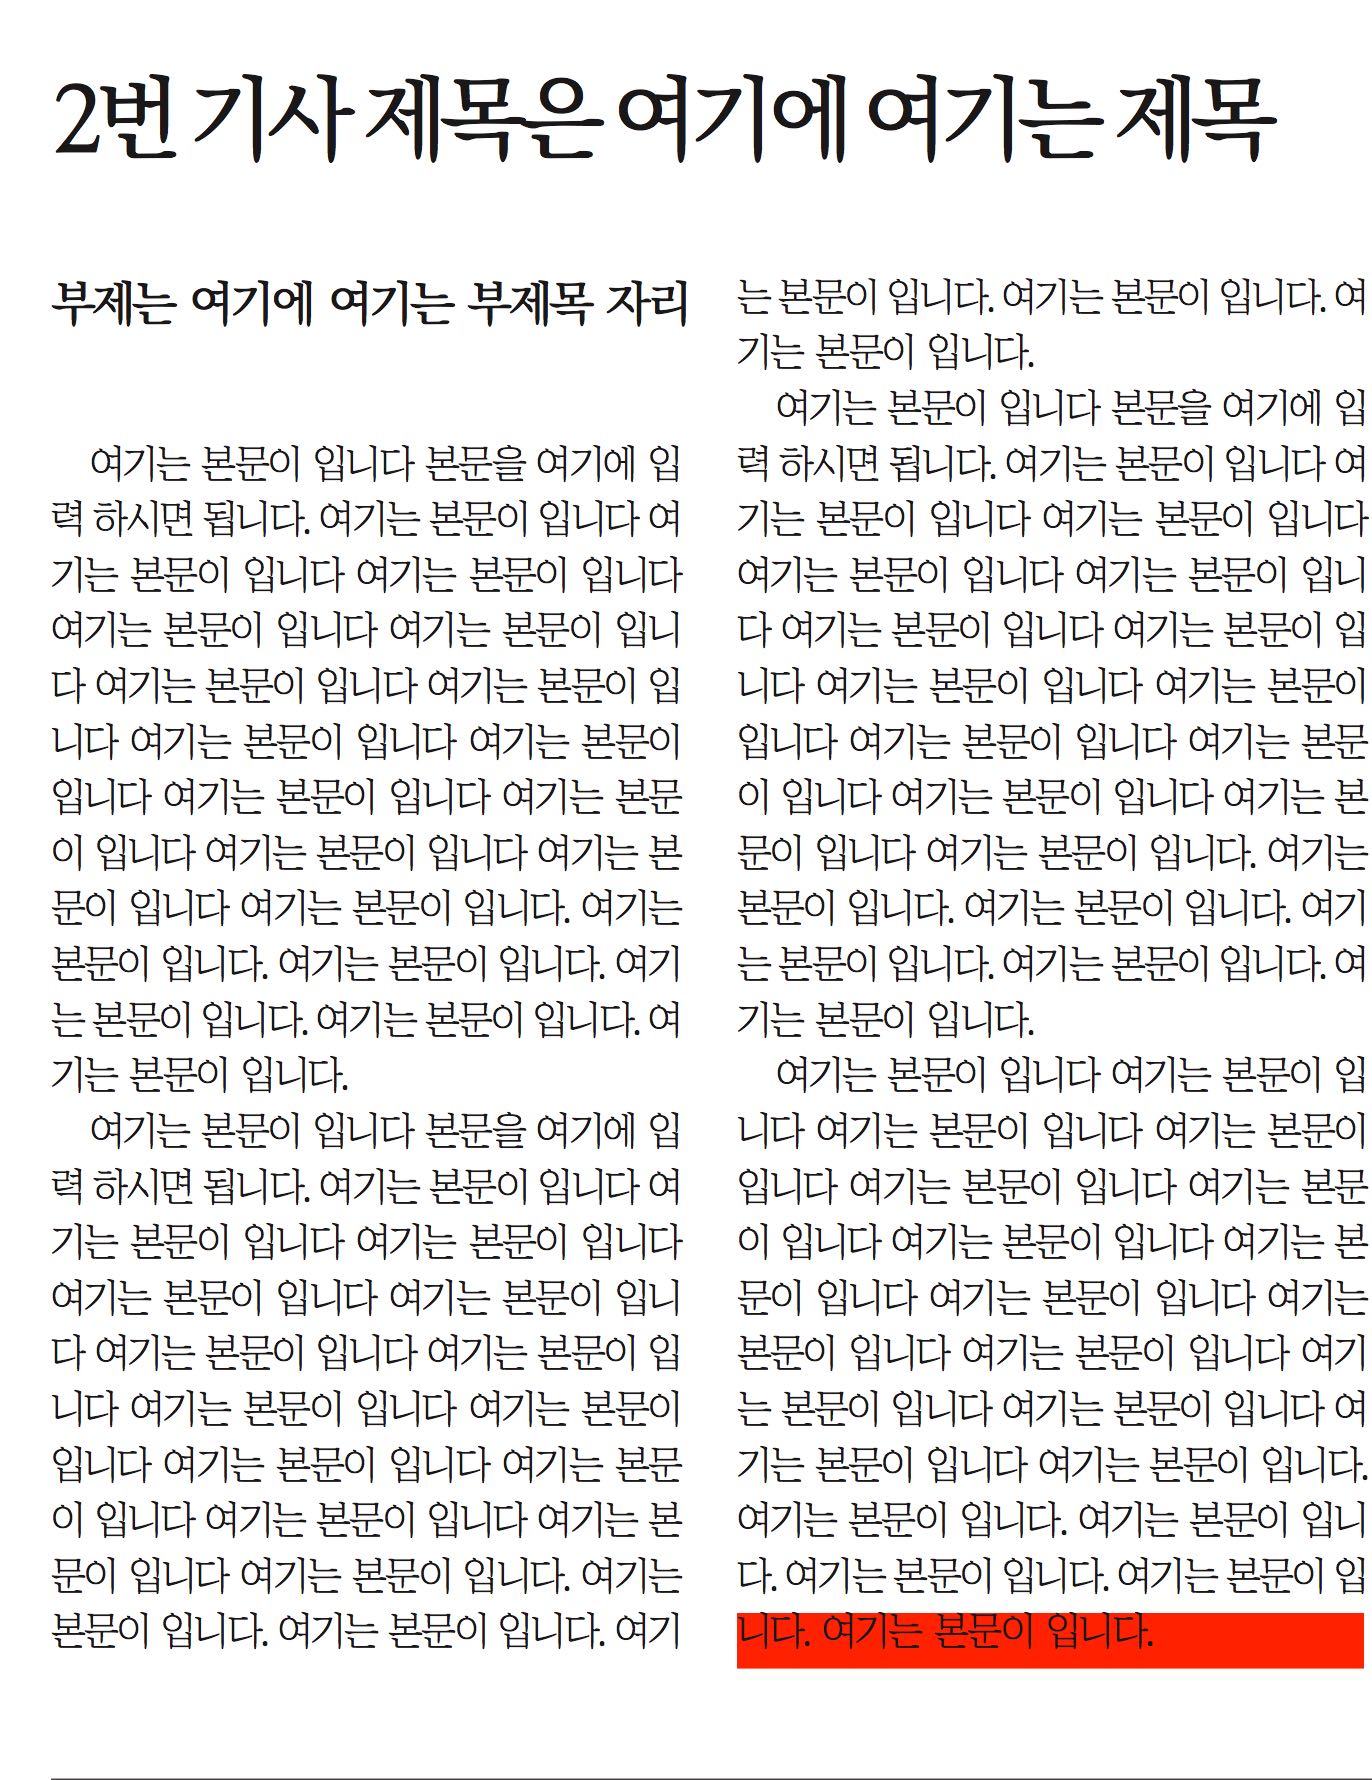 2번 기사 제목은 여기에 여기는 제목
부제는 여기에 여기는 부제목 자리
여기는 본문이 입니다 본문을 여기에 입
력 하시면 됩니다. 여기는 본문이 입니다 여
기는 본문이 입니다 여기는 본문이 입니다
여기는 본문이 입니다 여기는 본문이 입니
다 여기는 본문이 입니다 여기는 본문이 입
니다 여기는 본문이 입니다 여기는 본문이
입니다 여기는 본문이 입니다 여기는 본문
이 입니다 여기는 본문이 입니다 여기는 본
문이 입니다 여기는 본문이 입니다. 여기는
본문이 입니다. 여기는 본문이 입니다. 여기
는 본문이 입니다. 여기는 본문이 입니다. 여
기는 본문이 입니다.
여기는 본문이 입니다 본문을 여기에 입
력 하시면 됩니다. 여기는 본문이 입니다 여
기는 본문이 입니다 여기는 본문이 입니다
여기는 본문이 입니다 여기는 본문이 입니
다 여기는 본문이 입니다 여기는 본문이 입
니다 여기는 본문이 입니다 여기는 본문이
입니다 여기는 본문이 입니다 여기는 본문
이 입니다 여기는 본문이 입니다 여기는 본
문이 입니다 여기는 본문이 입니다. 여기는
본문이 입니다. 여기는 본문이 입니다. 여기
는 본문이 입니다. 여기는 본문이 입니다. 여
기는 본문이 입니다.
여기는 본문이 입니다 본문을 여기에 입
력 하시면 됩니다. 여기는 본문이 입니다 여
기는 본문이 입니다 여기는 본문이 입니다
여기는 본문이 입니다 여기는 본문이 입니
다 여기는 본문이 입니다 여기는 본문이 입
니다 여기는 본문이 입니다 여기는 본문이
입니다 여기는 본문이 입니다 여기는 본문
이 입니다 여기는 본문이 입니다 여기는 본
문이 입니다 여기는 본문이 입니다. 여기는
본문이 입니다. 여기는 본문이 입니다. 여기
는 본문이 입니다. 여기는 본문이 입니다. 여
기는 본문이 입니다.
여기는 본문이 입니다 여기는 본문이 입
니다 여기는 본문이 입니다 여기는 본문이
입니다 여기는 본문이 입니다 여기는 본문
이 입니다 여기는 본문이 입니다 여기는 본
문이 입니다 여기는 본문이 입니다 여기는
본문이 입니다 여기는 본문이 입니다 여기
는 본문이 입니다 여기는 본문이 입니다 여
기는 본문이 입니다 여기는 본문이 입니다.
여기는 본문이 입니다. 여기는 본문이 입니
다. 여기는 본문이 입니다. 여기는 본문이 입
니다. 여기는 본문이 입니다.